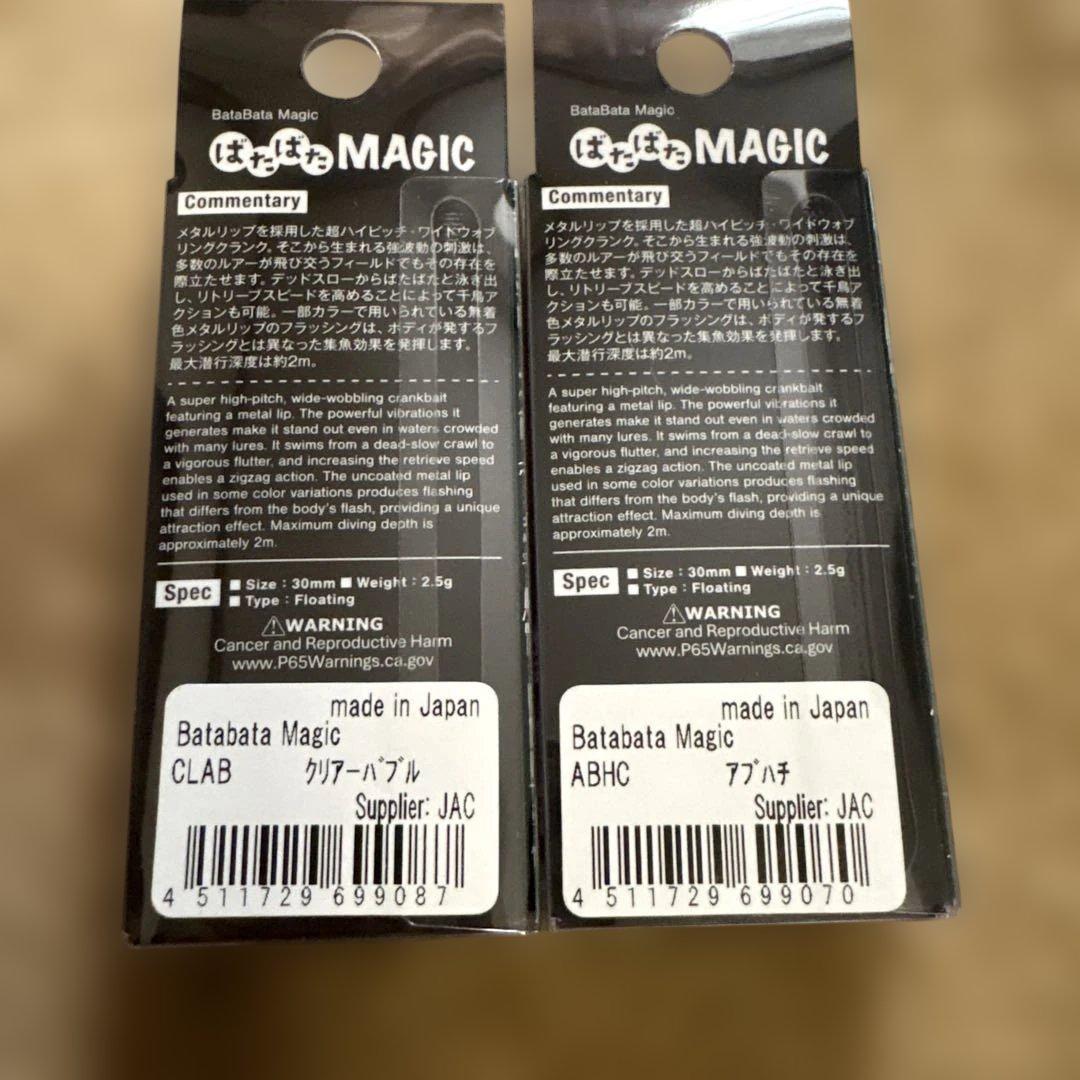 BataBata Magic
ばたばたMAGIC
Commentary
メタルリップを採用した超ハイピッチ・ワイドウォブ
リングクランク。そこから生まれる強波動の刺激は、
多数のルアーが飛び交うフィールドでもその存在を
際立たせます。デッドスローからばたばたと泳ぎ出
し、リトリーブスピードを高めることによって千鳥ア
クションも可能。一部カラーで用いられている無着
色メタルリップのフラッシングは、ボディが発するフ
ラッシングとは異なった集魚効果を発揮します。
最大潜行深度は約2m。
A super high-pitch, wide-wobbling crankbait
featuring a metal lip. The powerful vibrations it
generates make it stand out even in waters crowded
with many lures. It swims from a dead-slow crawl to
a vigorous flutter, and increasing the retrieve speed
enables a zigzag action. The uncoated metal lip
used in some color variations produces flashing
that differs from the body's flash, providing a unique
attraction effect. Maximum diving depth is
approximately 2m.
Spec ■ Size：30mm ■ Weight：2.5g
■ Type：Floating
⚠WARNING
Cancer and Reproductive Harm
www.P65Warnings.ca.gov
made in Japan
Batabata Magic
CLAB ｸﾘｱｰﾊﾞﾌﾞﾙ
Supplier: JAC
4 511729 699087
BataBata Magic
ばたばたMAGIC
Commentary
メタルリップを採用した超ハイピッチ・ワイドウォブ
リングクランク。そこから生まれる強波動の刺激は、
多数のルアーが飛び交うフィールドでもその存在を
際立たせます。デッドスローからばたばたと泳ぎ出
し、リトリーブスピードを高めることによって千鳥ア
クションも可能。一部カラーで用いられている無着
色メタルリップのフラッシングは、ボディが発するフ
ラッシングとは異なった集魚効果を発揮します。
最大潜行深度は約2m。
A super high-pitch, wide-wobbling crankbait
featuring a metal lip. The powerful vibrations it
generates make it stand out even in waters crowded
with many lures. It swims from a dead-slow crawl to
a vigorous flutter, and increasing the retrieve speed
enables a zigzag action. The uncoated metal lip
used in some color variations produces flashing
that differs from the body's flash, providing a unique
attraction effect. Maximum diving depth is
approximately 2m.
Spec ■ Size：30mm ■ Weight：2.5g
■ Type：Floating
⚠WARNING
Cancer and Reproductive Harm
www.P65Warnings.ca.gov
made in Japan
Batabata Magic
ABHC ｱﾌﾞﾊﾁ
Supplier: JAC
4 511729 699070